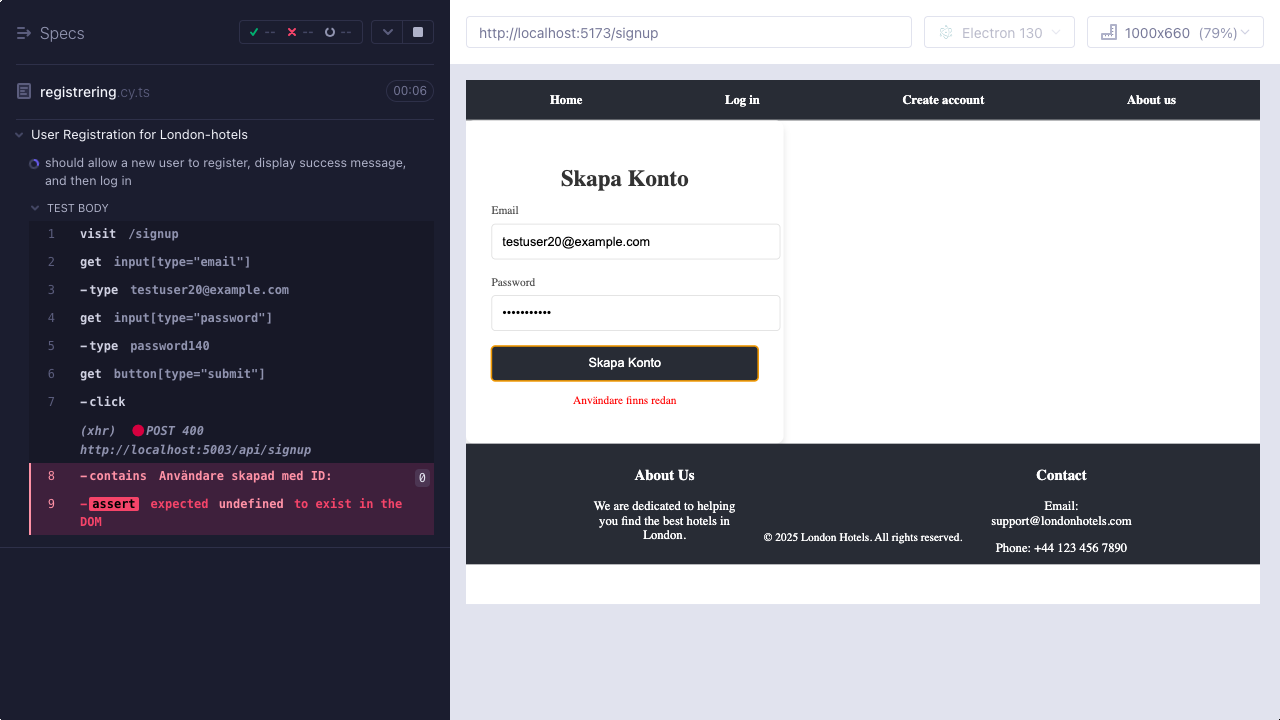 Specs
-- -- --
registrering.cy.ts 00:06
User Registration for London-hotels
should allow a new user to register, display success message,
and then log in
TEST BODY
1 visit /signup
2 get input[type="email"]
3 -type testuser20@example.com
4 get input[type="password"]
5 -type password140
6 get button[type="submit"]
7 -click
(xhr) POST 400
http://localhost:5003/api/signup
8 -contains Användare skapad med ID: 0
9 -assert expected undefined to exist in the
DOM
http://localhost:5173/signup
Electron 130
1000x660 (79%)
Home Log in Create account About us
Skapa Konto
Email
testuser20@example.com
Password
•••••••••••
Skapa Konto
Användare finns redan
About Us
We are dedicated to helping
you find the best hotels in
London.
© 2025 London Hotels. All rights reserved.
Contact
Email:
support@londonhotels.com
Phone: +44 123 456 7890